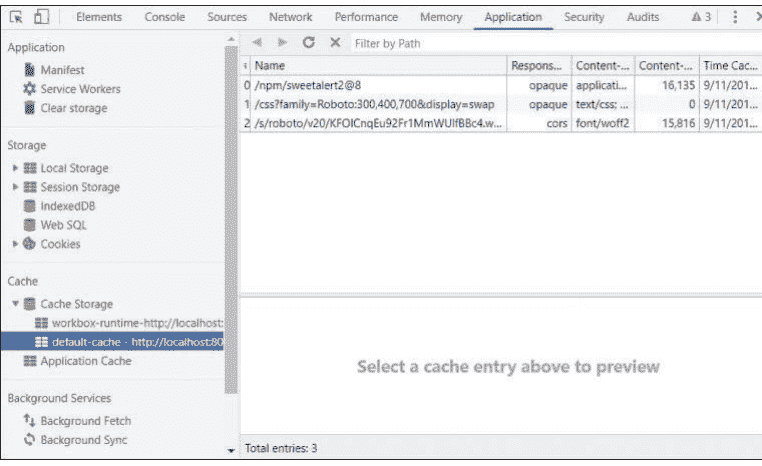 Elements Console Sources Network Performance Memory Application Security Audits 3
Application
Manifest
Service Workers
Clear storage
Storage
Local Storage
Session Storage
IndexedDB
Web SQL
Cookies
Cache
Cache Storage
workbox-runtime-http://localhost:
default-cache - http://localhost:80
Application Cache
Background Services
Background Fetch
Background Sync
Filter by Path
Name Respons... Content-... Content-... Time Cac...
0 /npm/sweetalert2@8 opaque applicati... 16,135 9/11/201...
1 /css?family=Roboto:300,400,700&display=swap opaque text/css; ... 0 9/11/201...
2 /s/roboto/v20/KFOlCnqEu92Fr1MmWUlfBBc4.w... cors font/woff2 15,816 9/11/201...
Select a cache entry above to preview
Total entries: 3